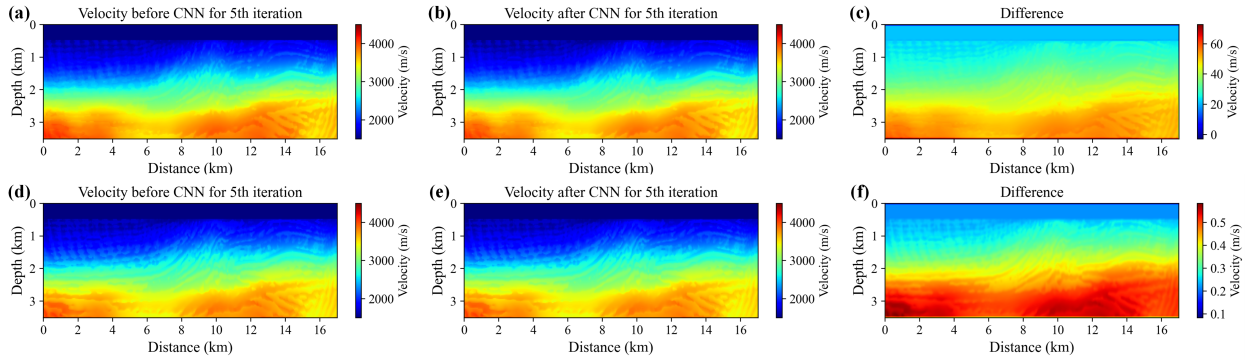 (a) Velocity before CNN for 5th iteration
0
1
2
3
Depth (km)
0 2 4 6 8 10 12 14 16
Distance (km)
4000
3000
2000
Velocity (m/s)
(b) Velocity after CNN for 5th iteration
0
1
2
3
Depth (km)
0 2 4 6 8 10 12 14 16
Distance (km)
4000
3000
2000
Velocity (m/s)
(c) Difference
0
1
2
3
Depth (km)
0 2 4 6 8 10 12 14 16
Distance (km)
60
40
20
0
Velocity (m/s)
(d) Velocity before CNN for 5th iteration
0
1
2
3
Depth (km)
0 2 4 6 8 10 12 14 16
Distance (km)
4000
3000
2000
Velocity (m/s)
(e) Velocity after CNN for 5th iteration
0
1
2
3
Depth (km)
0 2 4 6 8 10 12 14 16
Distance (km)
4000
3000
2000
Velocity (m/s)
(f) Difference
0
1
2
3
Depth (km)
0 2 4 6 8 10 12 14 16
Distance (km)
0.5
0.4
0.3
0.2
0.1
Velocity (m/s)